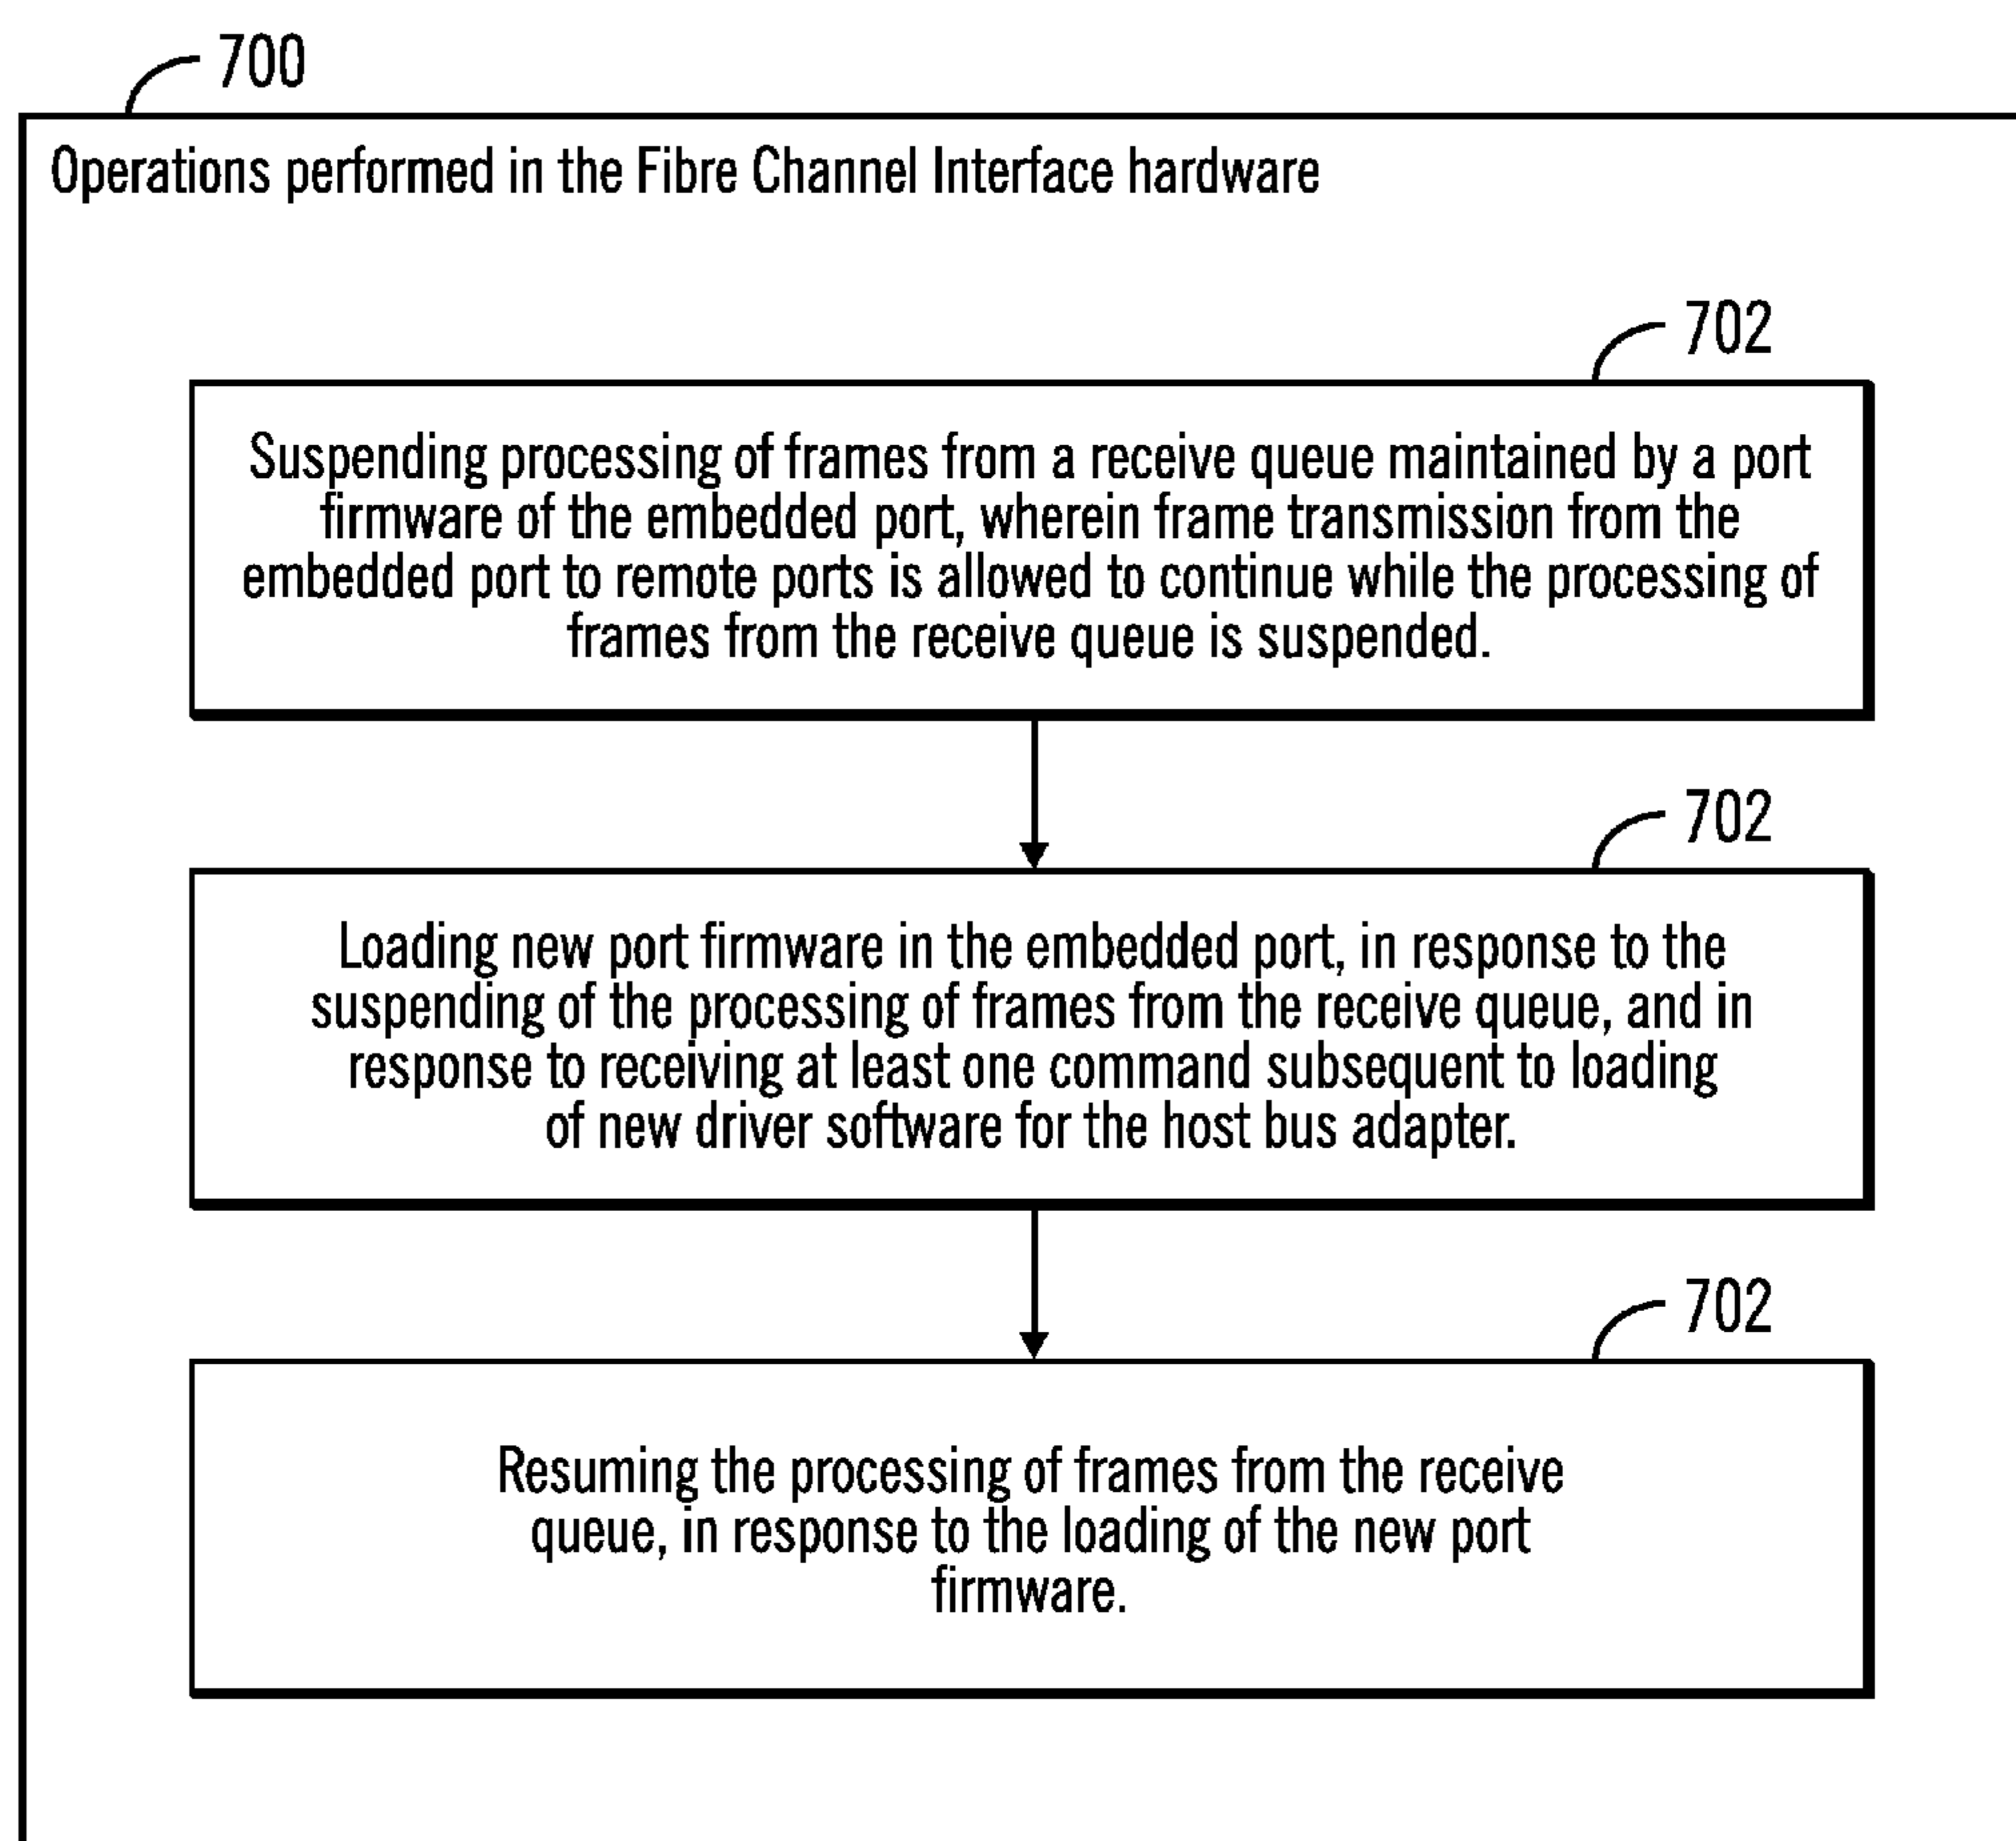 700
Operations performed in the Fibre Channel Interface hardware
702
Suspending processing of frames from a receive queue maintained by a port
firmware of the embedded port, wherein frame transmission from the
embedded port to remote ports is allowed to continue while the processing of
frames from the receive queue is suspended.
702
Loading new port firmware in the embedded port, in response to the
suspending of the processing of frames from the receive queue, and in
response to receiving at least one command subsequent to loading
of new driver software for the host bus adapter.
702
Resuming the processing of frames from the receive
queue, in response to the loading of the new port
firmware.